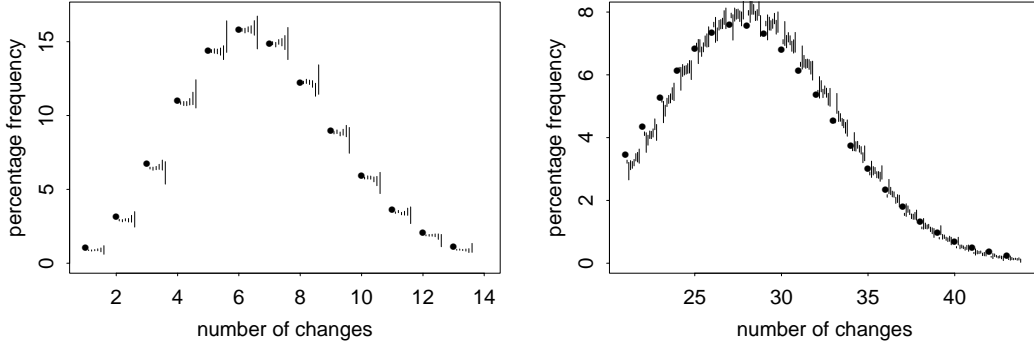 percentage frequency
15
10
5
0
2 4 6 8 10 12 14
number of changes
percentage frequency
8
6
4
2
0
25 30 35 40
number of changes